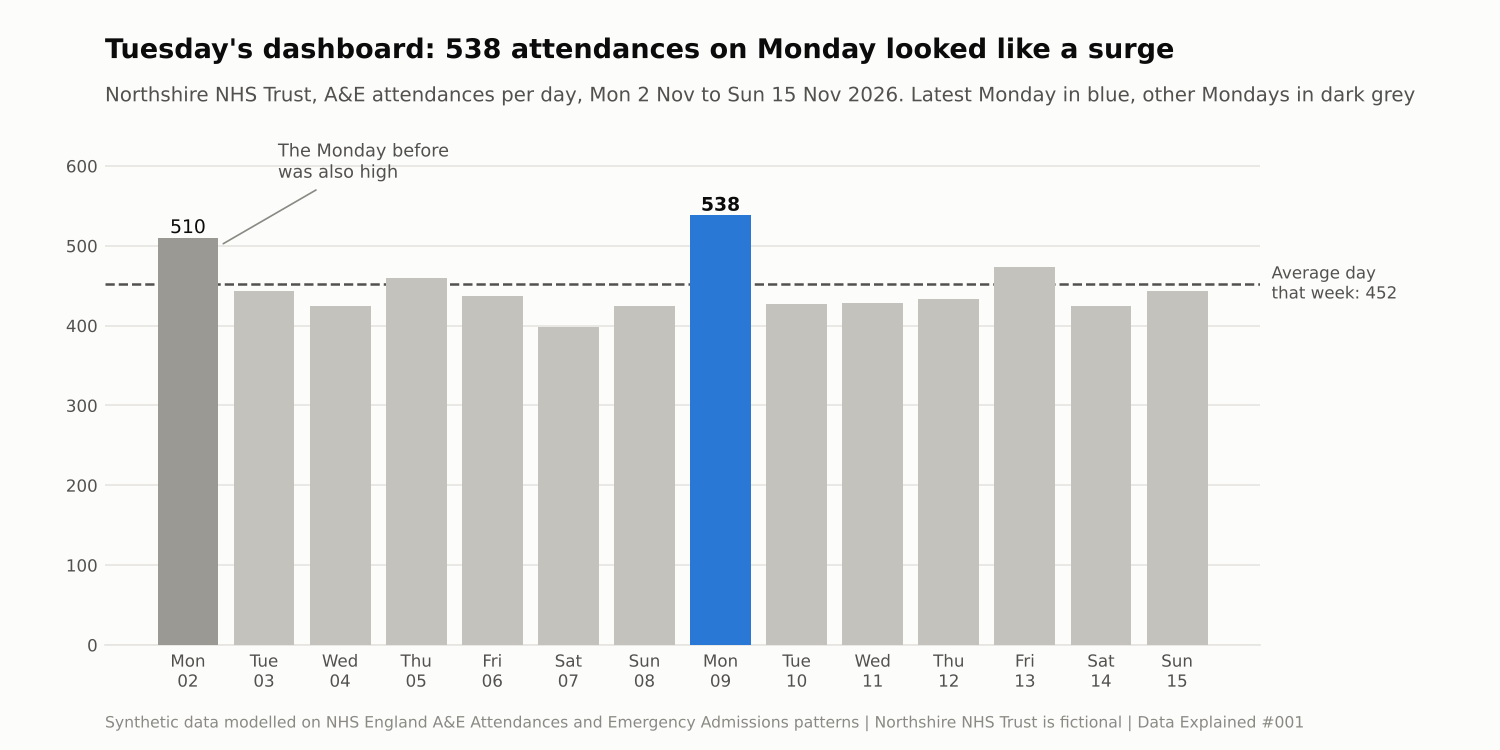 Tuesday's dashboard: 538 attendances on Monday looked like a surge
Northshire NHS Trust, A&E attendances per day, Mon 2 Nov to Sun 15 Nov 2026. Latest Monday in blue, other Mondays in dark grey
The Monday before
was also high
600
538
510
500
Average day
that week: 452
400
300
200
100
0
Mon Tue Wed Thu Fri Sat Sun Mon Tue Wed Thu Fri Sat Sun
02 03 04 05 06 07 08 09 10 11 12 13 14 15
Synthetic data modelled on NHS England A&E Attendances and Emergency Admissions patterns | Northshire NHS Trust is fictional | Data Explained #001